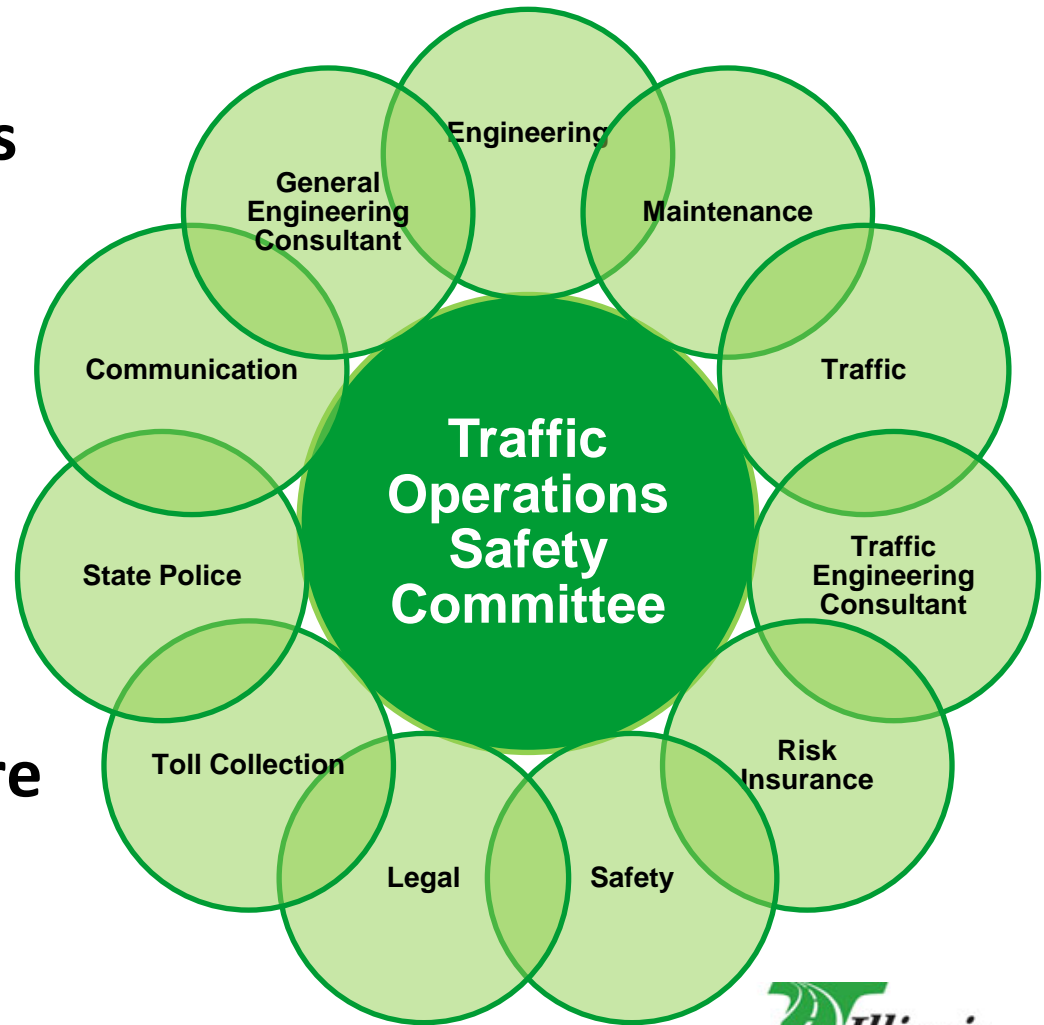 s
Engineering
General
Engineering
Consultant
Maintenance
Communication
Traffic
Traffic
Operations
Safety
Committee
State Police
Traffic
Engineering
Consultant
re
Toll Collection
Risk
Insurance
Legal
Safety